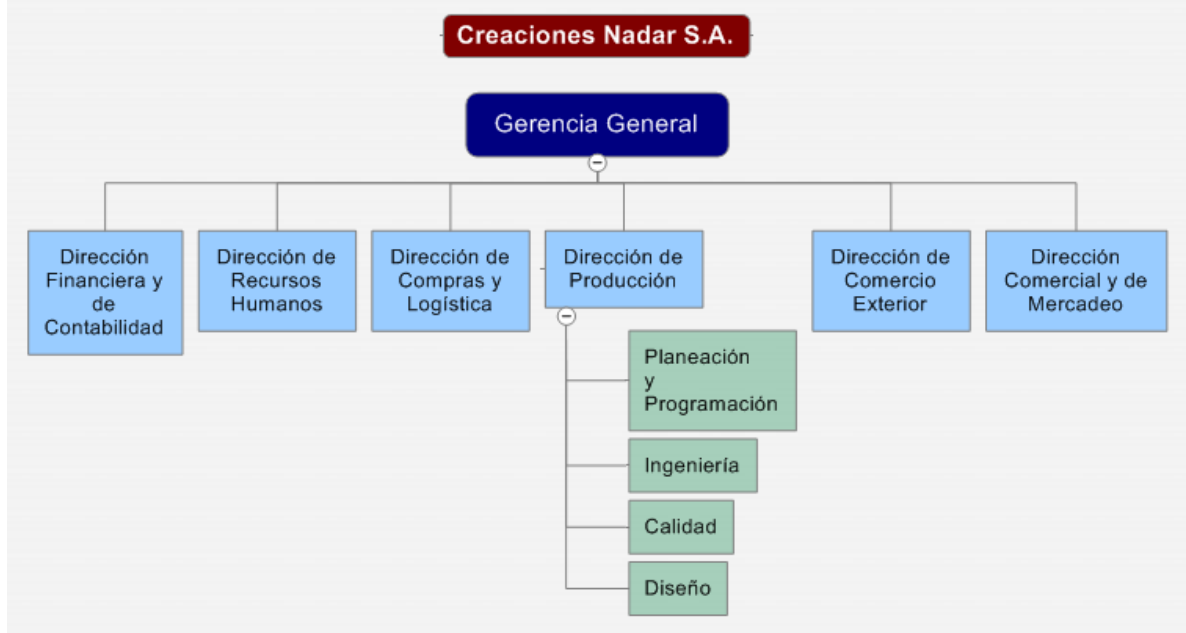 Creaciones Nadar S.A.
Gerencia General
Dirección
Financiera y
de
Contabilidad
Dirección de
Recursos
Humanos
Dirección de
Compras y
Logística
Dirección de
Producción
Dirección de
Comercio
Exterior
Dirección
Comercial y de
Mercadeo
Planeación
y
Programación
Ingeniería
Calidad
Diseño